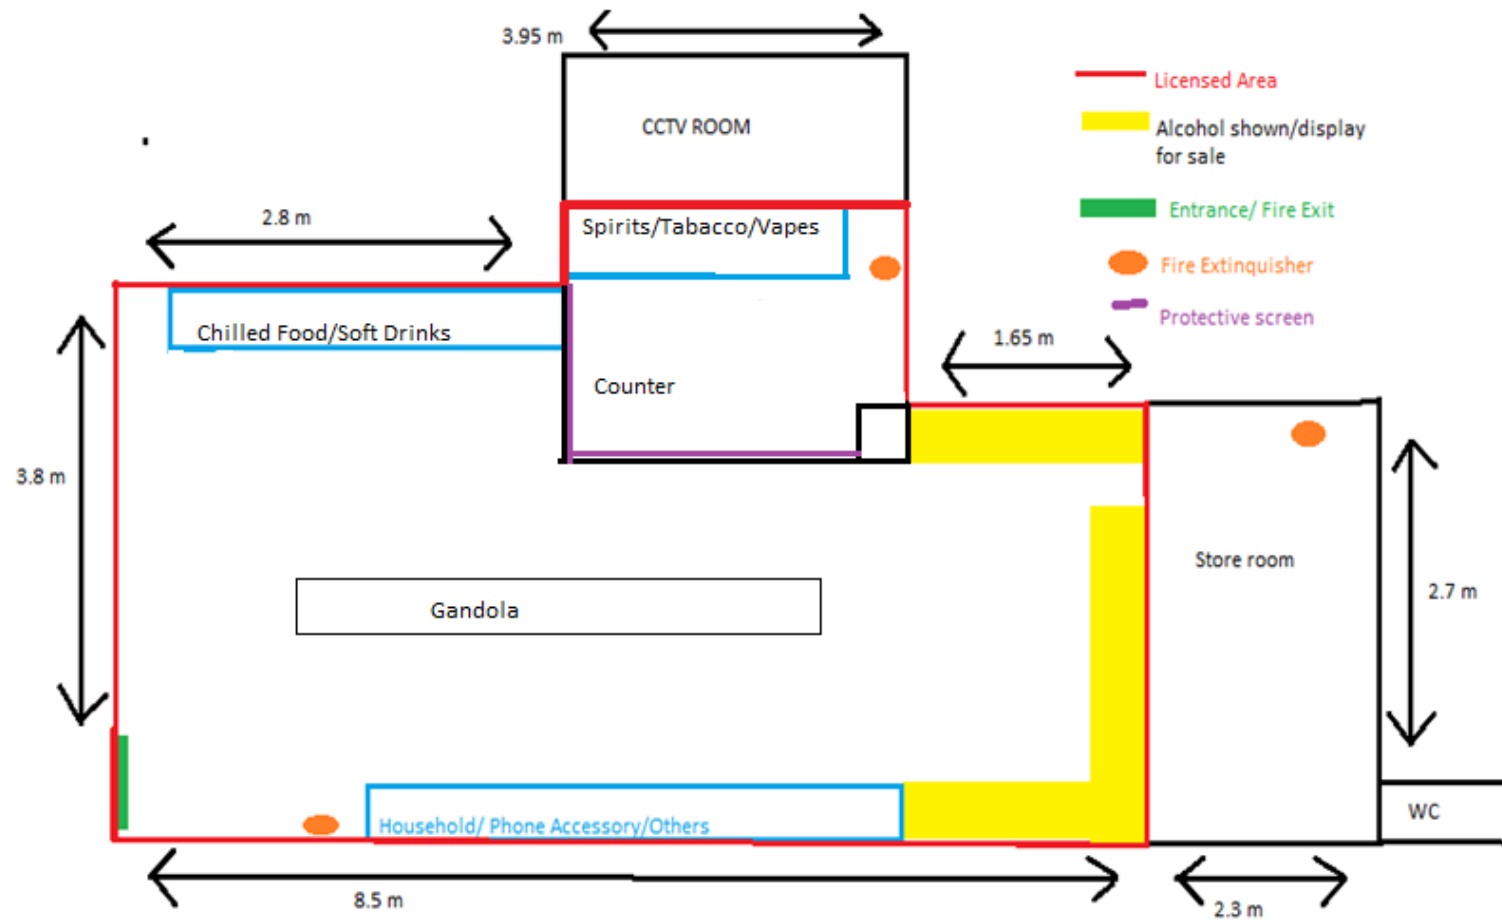 3.95 m
CCTV ROOM
Licensed Area
Alcohol shown/display
for sale
Entrance/ Fire Exit
Fire Extinguisher
Protective screen
2.8 m
Spirits/Tabacco/Vapes
Chilled Food/Soft Drinks
Counter
1.65 m
3.8 m
Store room
2.7 m
Gandola
Household/ Phone Accessory/Others
WC
8.5 m
2.3 m